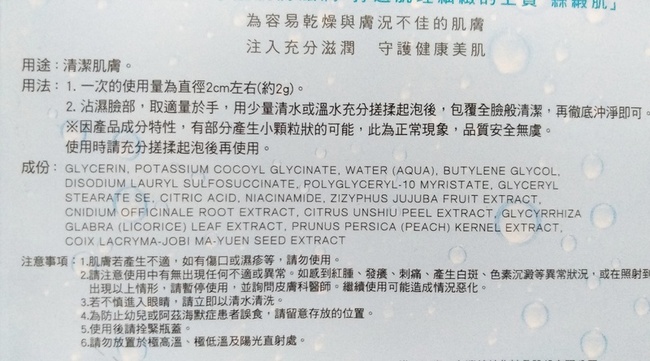 為容易乾燥與膚況不佳的肌膚
注入充分滋潤 守護健康美肌
用途：清潔肌膚。
用法：1. 一次的使用量為直徑2cm左右(約2g)。
2. 沾濕臉部，取適量於手，用少量清水或溫水充分搓揉起泡後，包覆全臉般清潔，再徹底沖淨即可。
※因產品成分特性，有部分產生小顆粒狀的可能，此為正常現象，品質安全無虞。
使用時請充分搓揉起泡後再使用。
成份：GLYCERIN, POTASSIUM COCOYL GLYCINATE, WATER (AQUA), BUTYLENE GLYCOL,
DISODIUM LAURYL SULFOSUCCINATE, POLYGLYCERYL-10 MYRISTATE, GLYCERYL
STEARATE SE, CITRIC ACID, NIACINAMIDE, ZIZYPHUS JUJUBA FRUIT EXTRACT,
CNIDIUM OFFICINALE ROOT EXTRACT, CITRUS UNSHIU PEEL EXTRACT, GLYCYRRHIZA
GLABRA (LICORICE) LEAF EXTRACT, PRUNUS PERSICA (PEACH) KERNEL EXTRACT,
COIX LACRYMA-JOBI MA-YUEN SEED EXTRACT
注意事項：1.肌膚若產生不適，如有傷口或濕疹等，請勿使用。
2.請注意使用中有無出現任何不適或異常。如感到紅腫、發癢、刺痛、產生白斑、色素沉澱等異常狀況，或在照射到
出現以上情形，請暫停使用，並詢問皮膚科醫師。繼續使用可能造成情況惡化。
3.若不慎進入眼睛，請立即以清水清洗。
4.為防止幼兒或阿茲海默症患者誤食，請留意存放的位置。
5.使用後請拴緊瓶蓋。
6.請勿放置於極高溫、極低溫及陽光直射處。